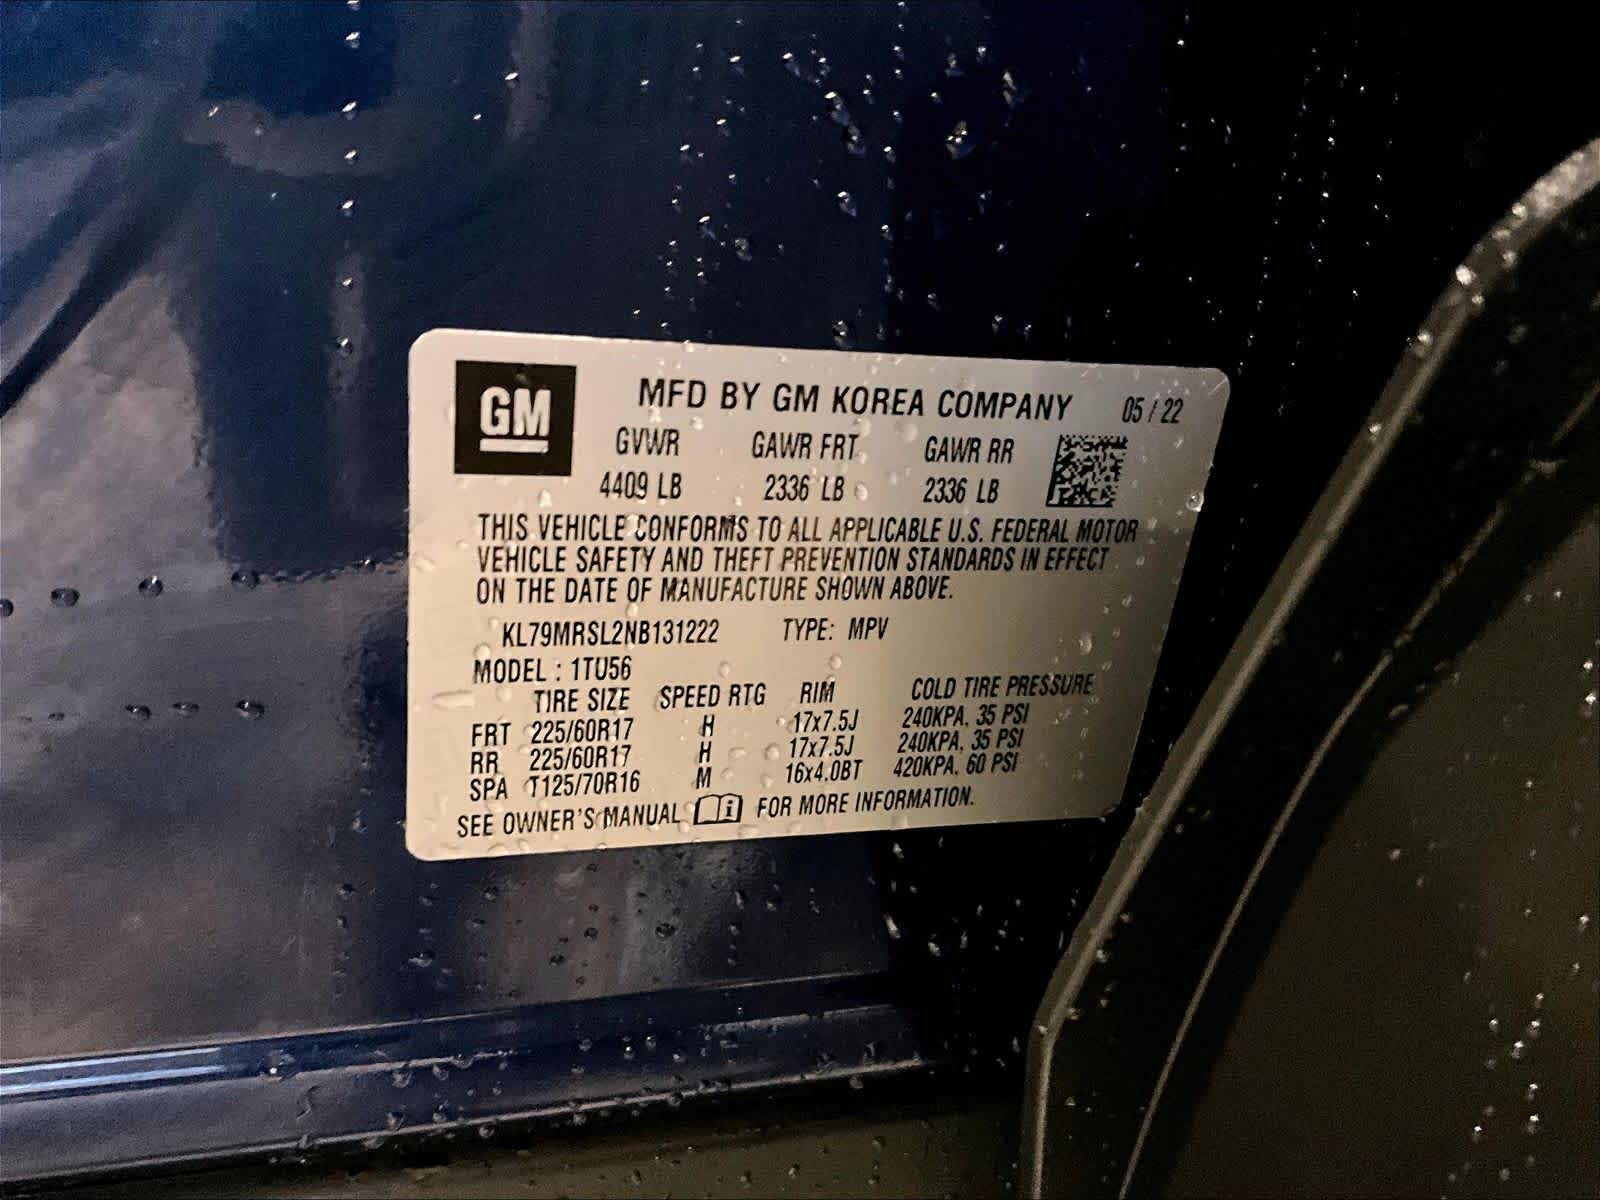 GM
MFD BY GM KOREA COMPANY 05 / 22
GVWR GAWR FRT GAWR RR
4409 LB 2336 LB 2336 LB
THIS VEHICLE CONFORMS TO ALL APPLICABLE U.S. FEDERAL MOTOR
VEHICLE SAFETY AND THEFT PREVENTION STANDARDS IN EFFECT
ON THE DATE OF MANUFACTURE SHOWN ABOVE.
KL79MRSL2NB131222 TYPE: MPV
MODEL : 1TU56
TIRE SIZE SPEED RTG RIM COLD TIRE PRESSURE
FRT 225/60R17 H 17x7.5J 240KPA, 35 PSI
RR 225/60R17 H 17x7.5J 240KPA, 35 PSI
SPA T125/70R16 M 16x4.0BT 420KPA, 60 PSI
SEE OWNER'S MANUAL i FOR MORE INFORMATION.